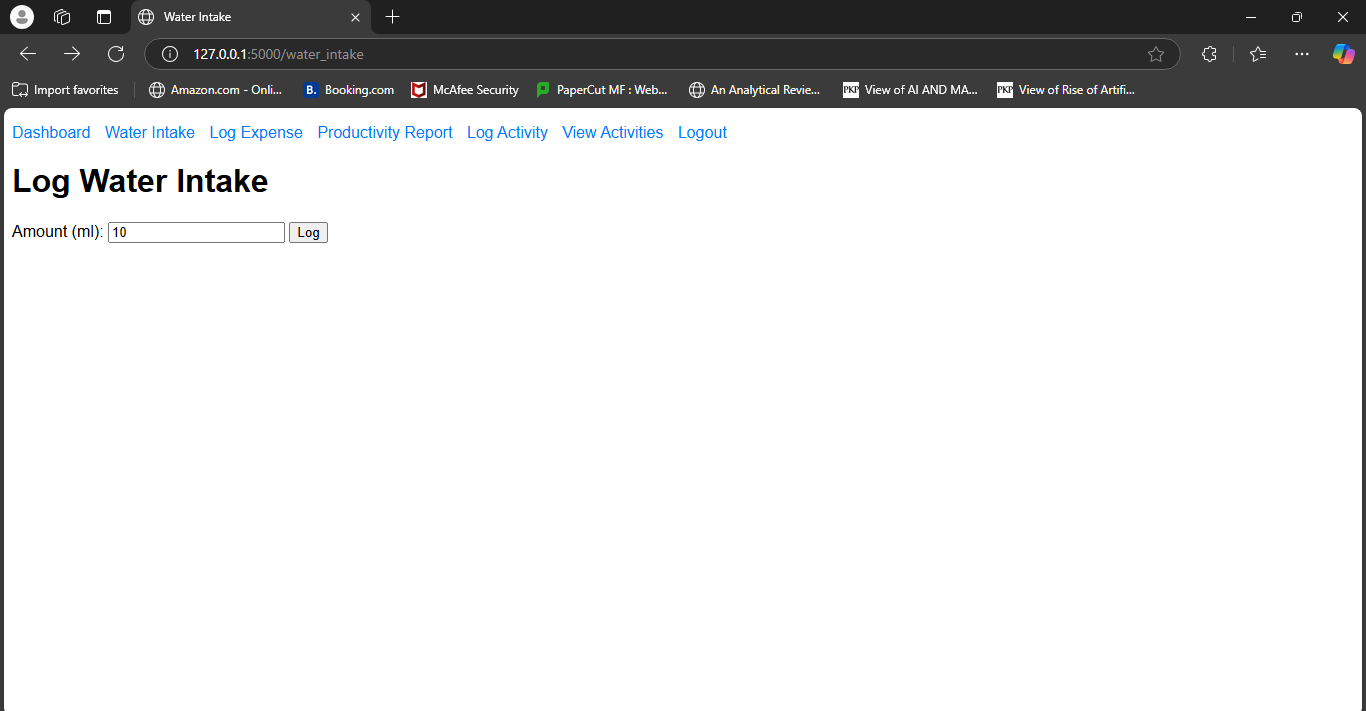 Water Intake
127.0.0.1:5000/water_intake
Import favorites Amazon.com - Onli... B. Booking.com McAfee Security PaperCut MF : Web... An Analytical Revie... PKP View of AI AND MA... PKP View of Rise of Artifi...
Dashboard Water Intake Log Expense Productivity Report Log Activity View Activities Logout
Log Water Intake
Amount (ml): 10 Log